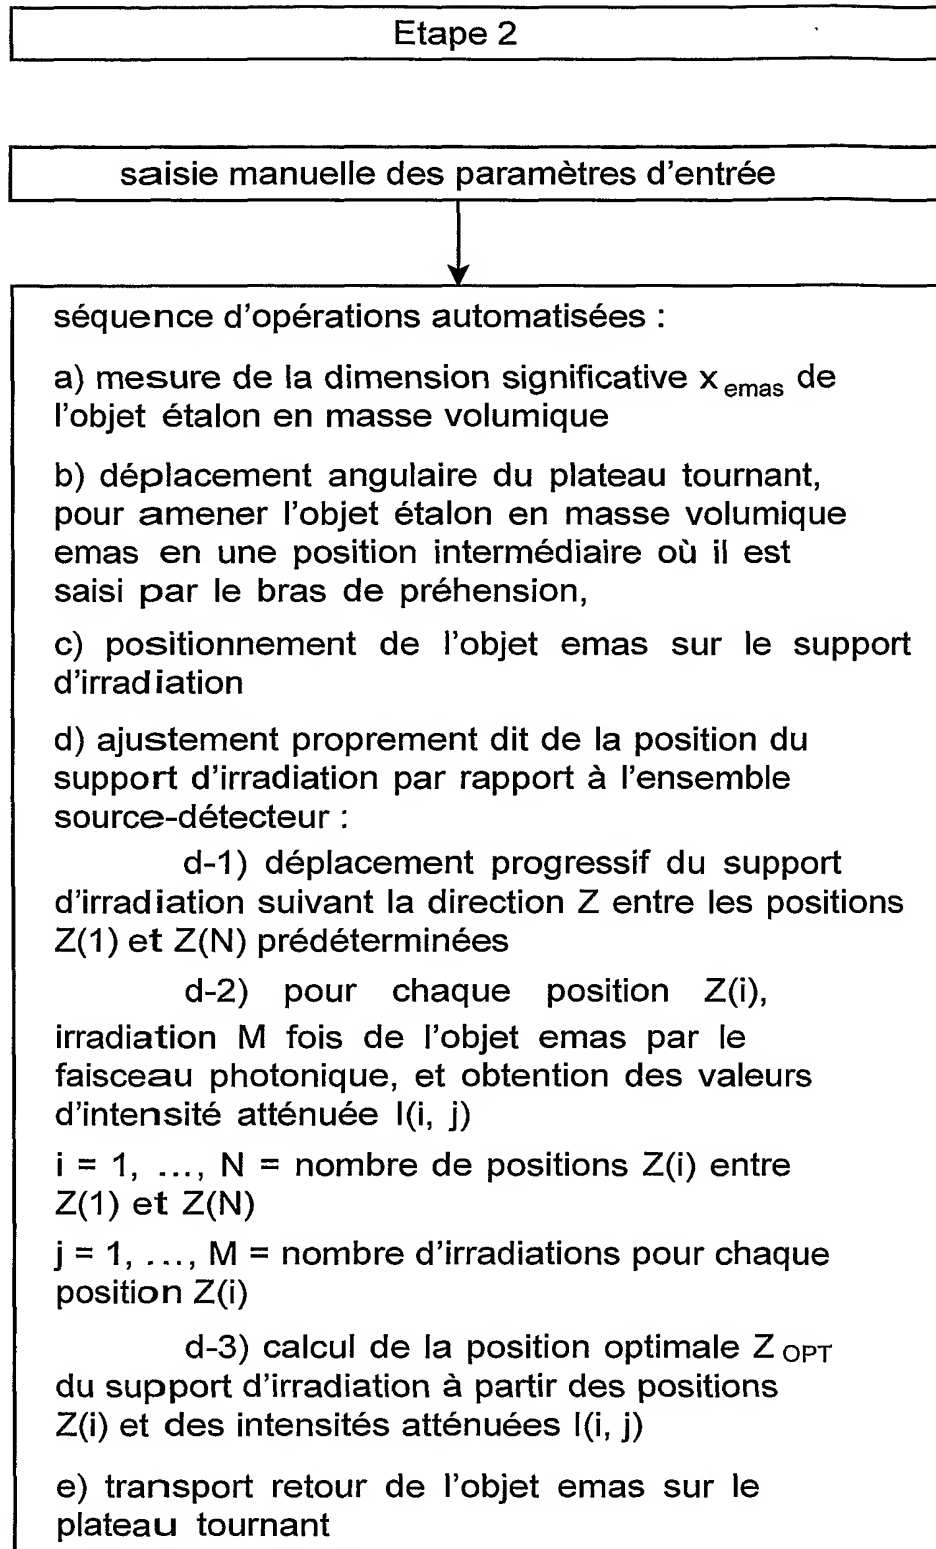 Etape 2
saisie manuelle des paramètres d'entrée
séquence d'opérations automatisées :
a) mesure de la dimension significative x emas de
l'objet étalon en masse volumique
b) déplacement angulaire du plateau tournant,
pour amener l'objet étalon en masse volumique
emas en une position intermédiaire où il est
saisi par le bras de préhension,
c) positionnement de l'objet emas sur le support
d'irradiation
d) ajustement proprement dit de la position du
support d'irradiation par rapport à l'ensemble
source-détecteur :
d-1) déplacement progressif du support
d'irradiation suivant la direction Z entre les positions
Z(1) et Z(N) prédéterminées
d-2) pour chaque position Z(i),
irradiation M fois de l'objet emas par le
faisceau photonique, et obtention des valeurs
d'intensité atténuée I(i, j)
i = 1, ..., N = nombre de positions Z(i) entre
Z(1) et Z(N)
j = 1, ..., M = nombre d'irradiations pour chaque
position Z(i)
d-3) calcul de la position optimale Z OPT
du support d'irradiation à partir des positions
Z(i) et des intensités atténuées I(i, j)
e) transport retour de l'objet emas sur le
plateau tournant